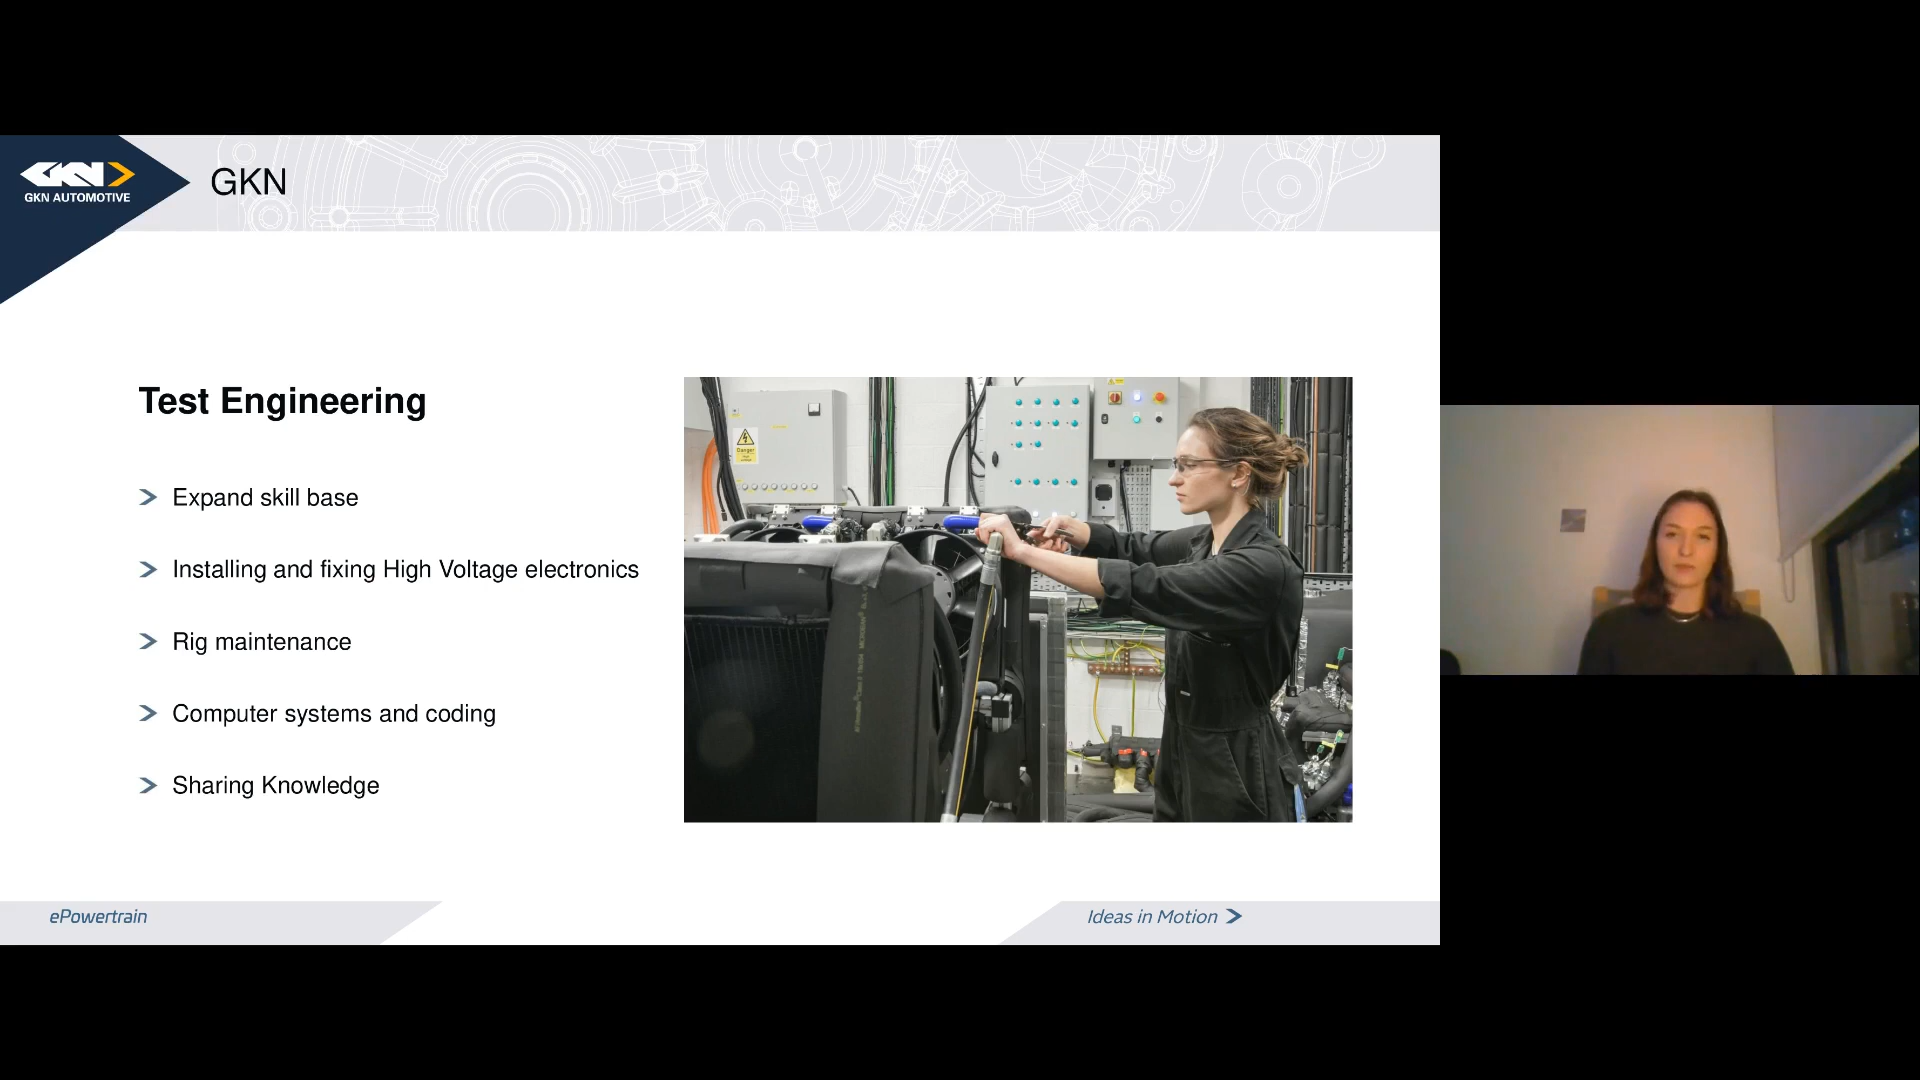 GKN AUTOMOTIVE
GKN
Test Engineering
Expand skill base
Installing and fixing High Voltage electronics
Rig maintenance
Computer systems and coding
Sharing Knowledge
Danger
ePowertrain
Ideas in Motion